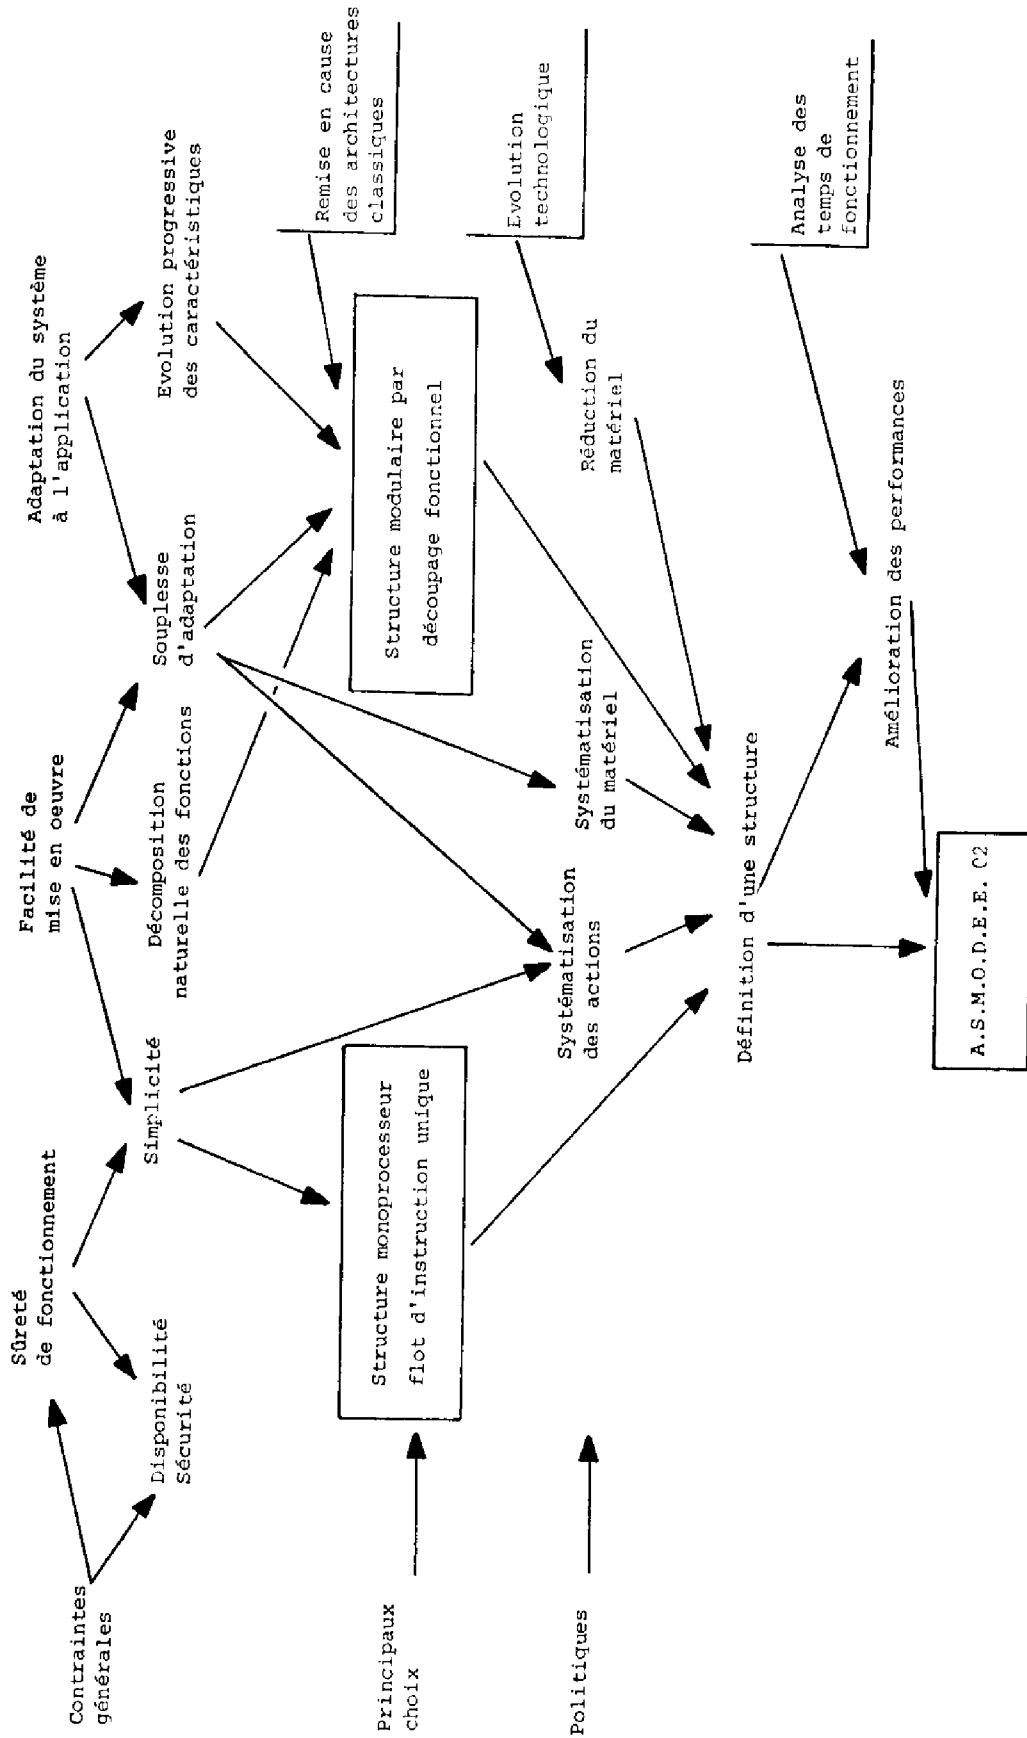 Contraintes
générales
Sûreté
de fonctionnement
Facilité de
mise en oeuvre
Adaptation du système
à l'application
Disponibilité
Sécurité
Simplicité
Décomposition
naturelle des fonctions
Souplesse
d'adaptation
Evolution progressive
des caractéristiques
Principaux
choix
Structure monoprocesseur
flot d'instruction unique
Structure modulaire par
découpage fonctionnel
Remise en cause
des architectures
classiques
Politiques
Systématisation
des actions
Systématisation
du matériel
Réduction du
matériel
Evolution
technologique
Définition d'une structure
Analyse des
temps de
fonctionnement
Amélioration des performances
A.S.M.O.D.E.E. 02